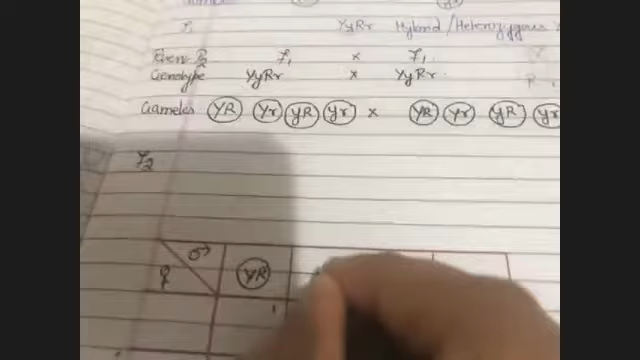 F₁ YyRr Hybrid/Heterozygous
F₁ x F₁
Genotype YyRr x YyRr
Gametes YR Yr yR yr x YR Yr yR yr
F₂
♂
♀ YR